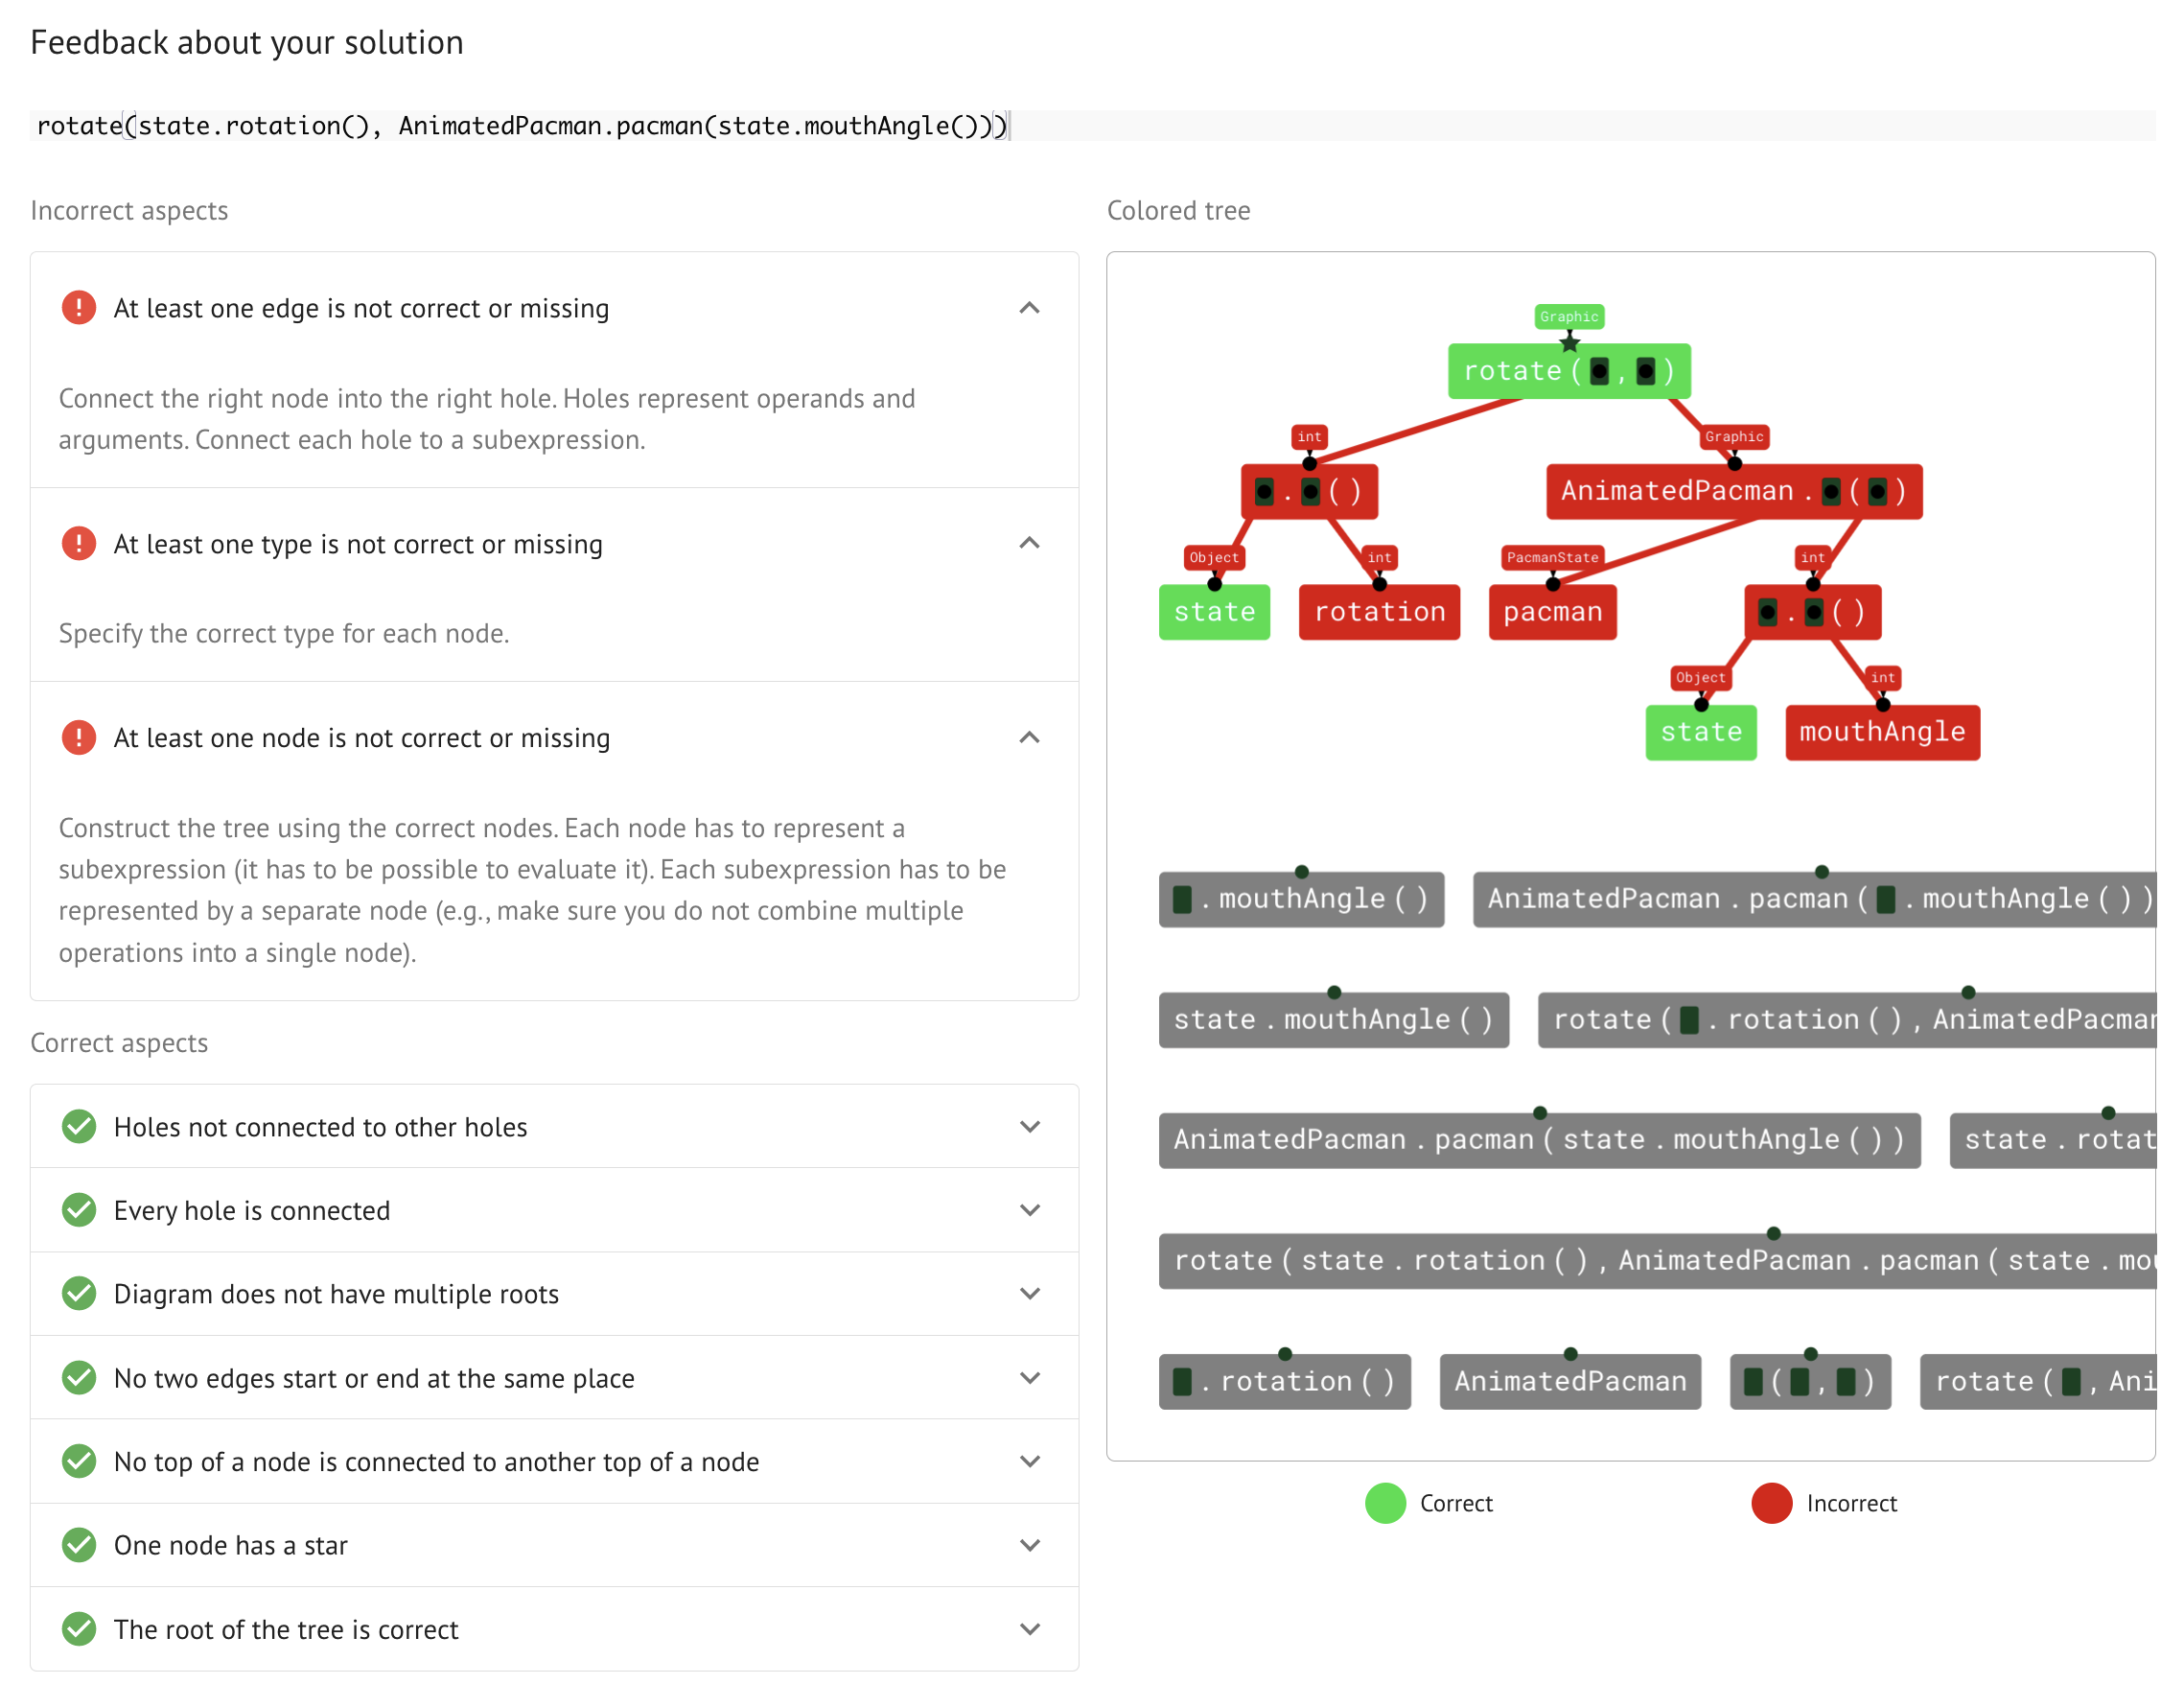 Feedback about your solution
rotate(state.rotation(), AnimatedPacman.pacman(state.mouthAngle()))
Incorrect aspects
At least one edge is not correct or missing
Connect the right node into the right hole. Holes represent operands and
arguments. Connect each hole to a subexpression.
At least one type is not correct or missing
Specify the correct type for each node.
At least one node is not correct or missing
Construct the tree using the correct nodes. Each node has to represent a
subexpression (it has to be possible to evaluate it). Each subexpression has to be
represented by a separate node (e.g., make sure you do not combine multiple
operations into a single node).
Correct aspects
Holes not connected to other holes
Every hole is connected
Diagram does not have multiple roots
No two edges start or end at the same place
No top of a node is connected to another top of a node
One node has a star
The root of the tree is correct
Colored tree
Graphic
rotate( , )
int
Graphic
. ()
AnimatedPacman. ( )
Object
int
PacmanState
int
state
rotation
pacman
. ()
Object
int
state
mouthAngle
.mouthAngle()
AnimatedPacman.pacman( .mouthAngle())
state.mouthAngle()
rotate( .rotation(),AnimatedPacman
AnimatedPacman.pacman(state.mouthAngle())
state.rotat
rotate(state.rotation(),AnimatedPacman.pacman(state.mou
.rotation()
AnimatedPacman
( , )
rotate( ,Ani
Correct
Incorrect